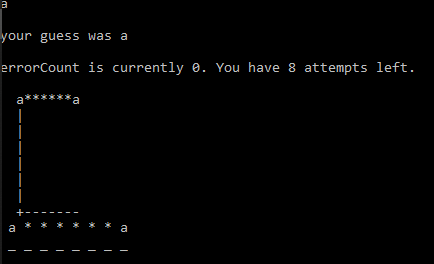 a
your guess was a
errorCount is currently 0. You have 8 attempts left.
a******a
|
|
|
|
|
|
+-------
a * * * * * * a
_ _ _ _ _ _ _ _